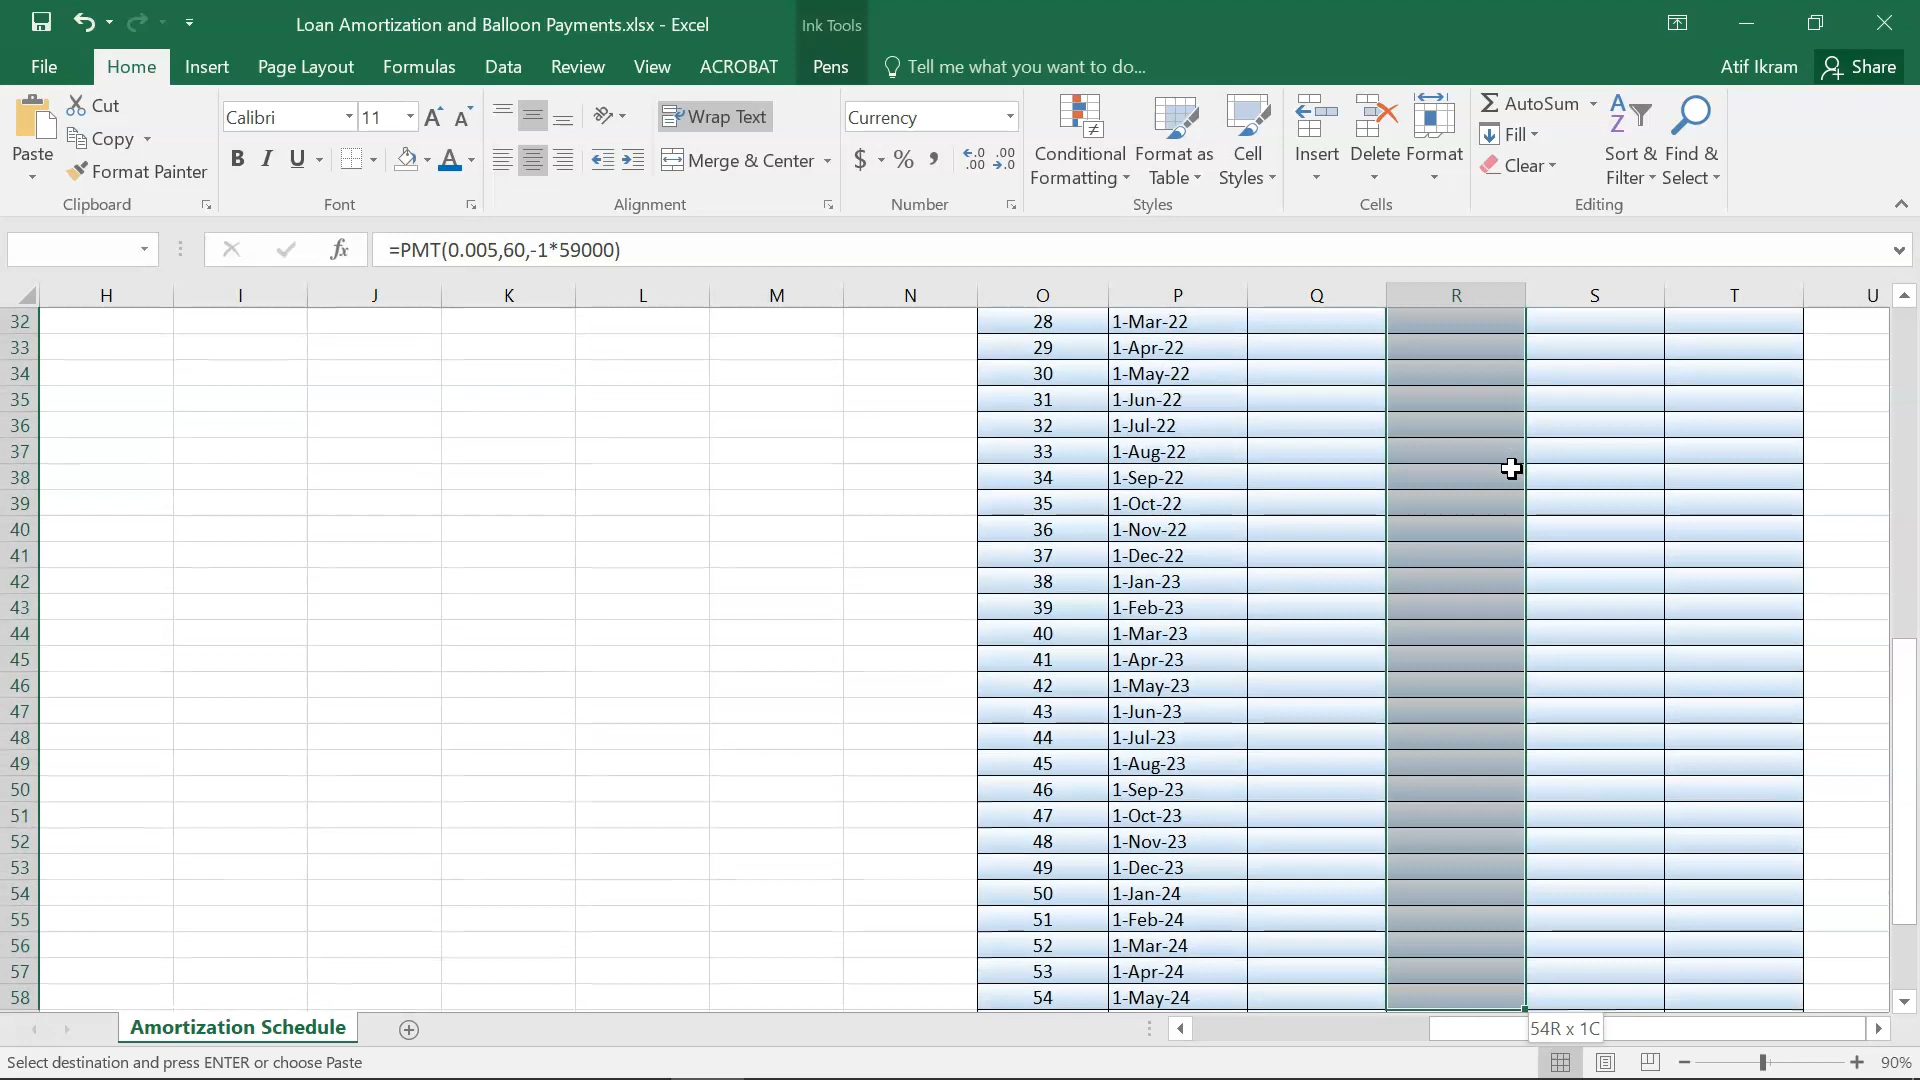 Loan Amortization and Balloon Payments.xlsx - Excel
Ink Tools
File Home Insert Page Layout Formulas Data Review View ACROBAT Pens Tell me what you want to do... Atif Ikram Share
Paste
Cut
Copy
Format Painter
Clipboard
Calibri 11
B I U
Font
Wrap Text
Merge & Center
Alignment
Currency
$ % ,
Number
Conditional Formatting
Format as Table
Cell Styles
Styles
Insert
Delete
Format
Cells
AutoSum
Fill
Clear
Sort & Filter
Find & Select
Editing
fx =PMT(0.005,60,-1*59000)
H I J K L M N O P Q R S T U
32 28 1-Mar-22
33 29 1-Apr-22
34 30 1-May-22
35 31 1-Jun-22
36 32 1-Jul-22
37 33 1-Aug-22
38 34 1-Sep-22
39 35 1-Oct-22
40 36 1-Nov-22
41 37 1-Dec-22
42 38 1-Jan-23
43 39 1-Feb-23
44 40 1-Mar-23
45 41 1-Apr-23
46 42 1-May-23
47 43 1-Jun-23
48 44 1-Jul-23
49 45 1-Aug-23
50 46 1-Sep-23
51 47 1-Oct-23
52 48 1-Nov-23
53 49 1-Dec-23
54 50 1-Jan-24
55 51 1-Feb-24
56 52 1-Mar-24
57 53 1-Apr-24
58 54 1-May-24
Amortization Schedule
54R x 1C
Select destination and press ENTER or choose Paste
90%